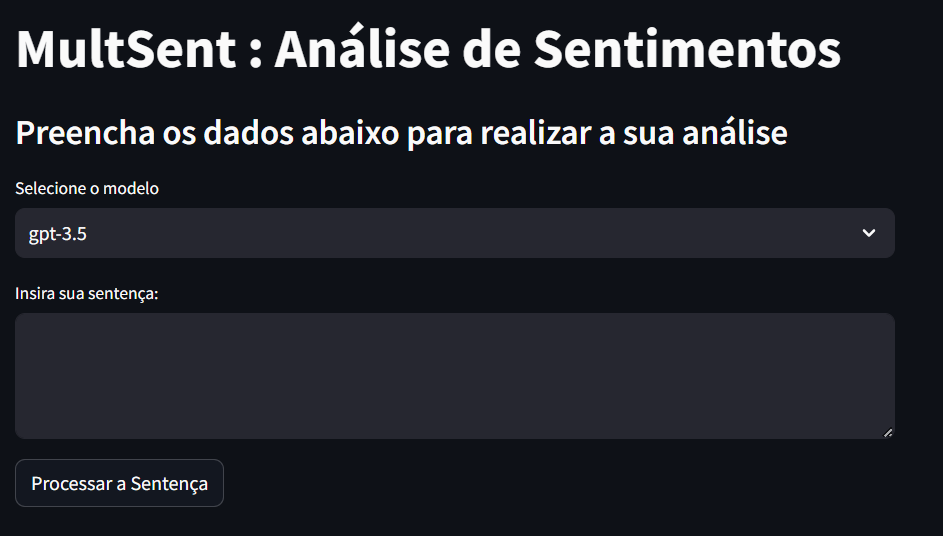 MultSent : Análise de Sentimentos
Preencha os dados abaixo para realizar a sua análise
Selecione o modelo
gpt-3.5
Insira sua sentença:
Processar a Sentença